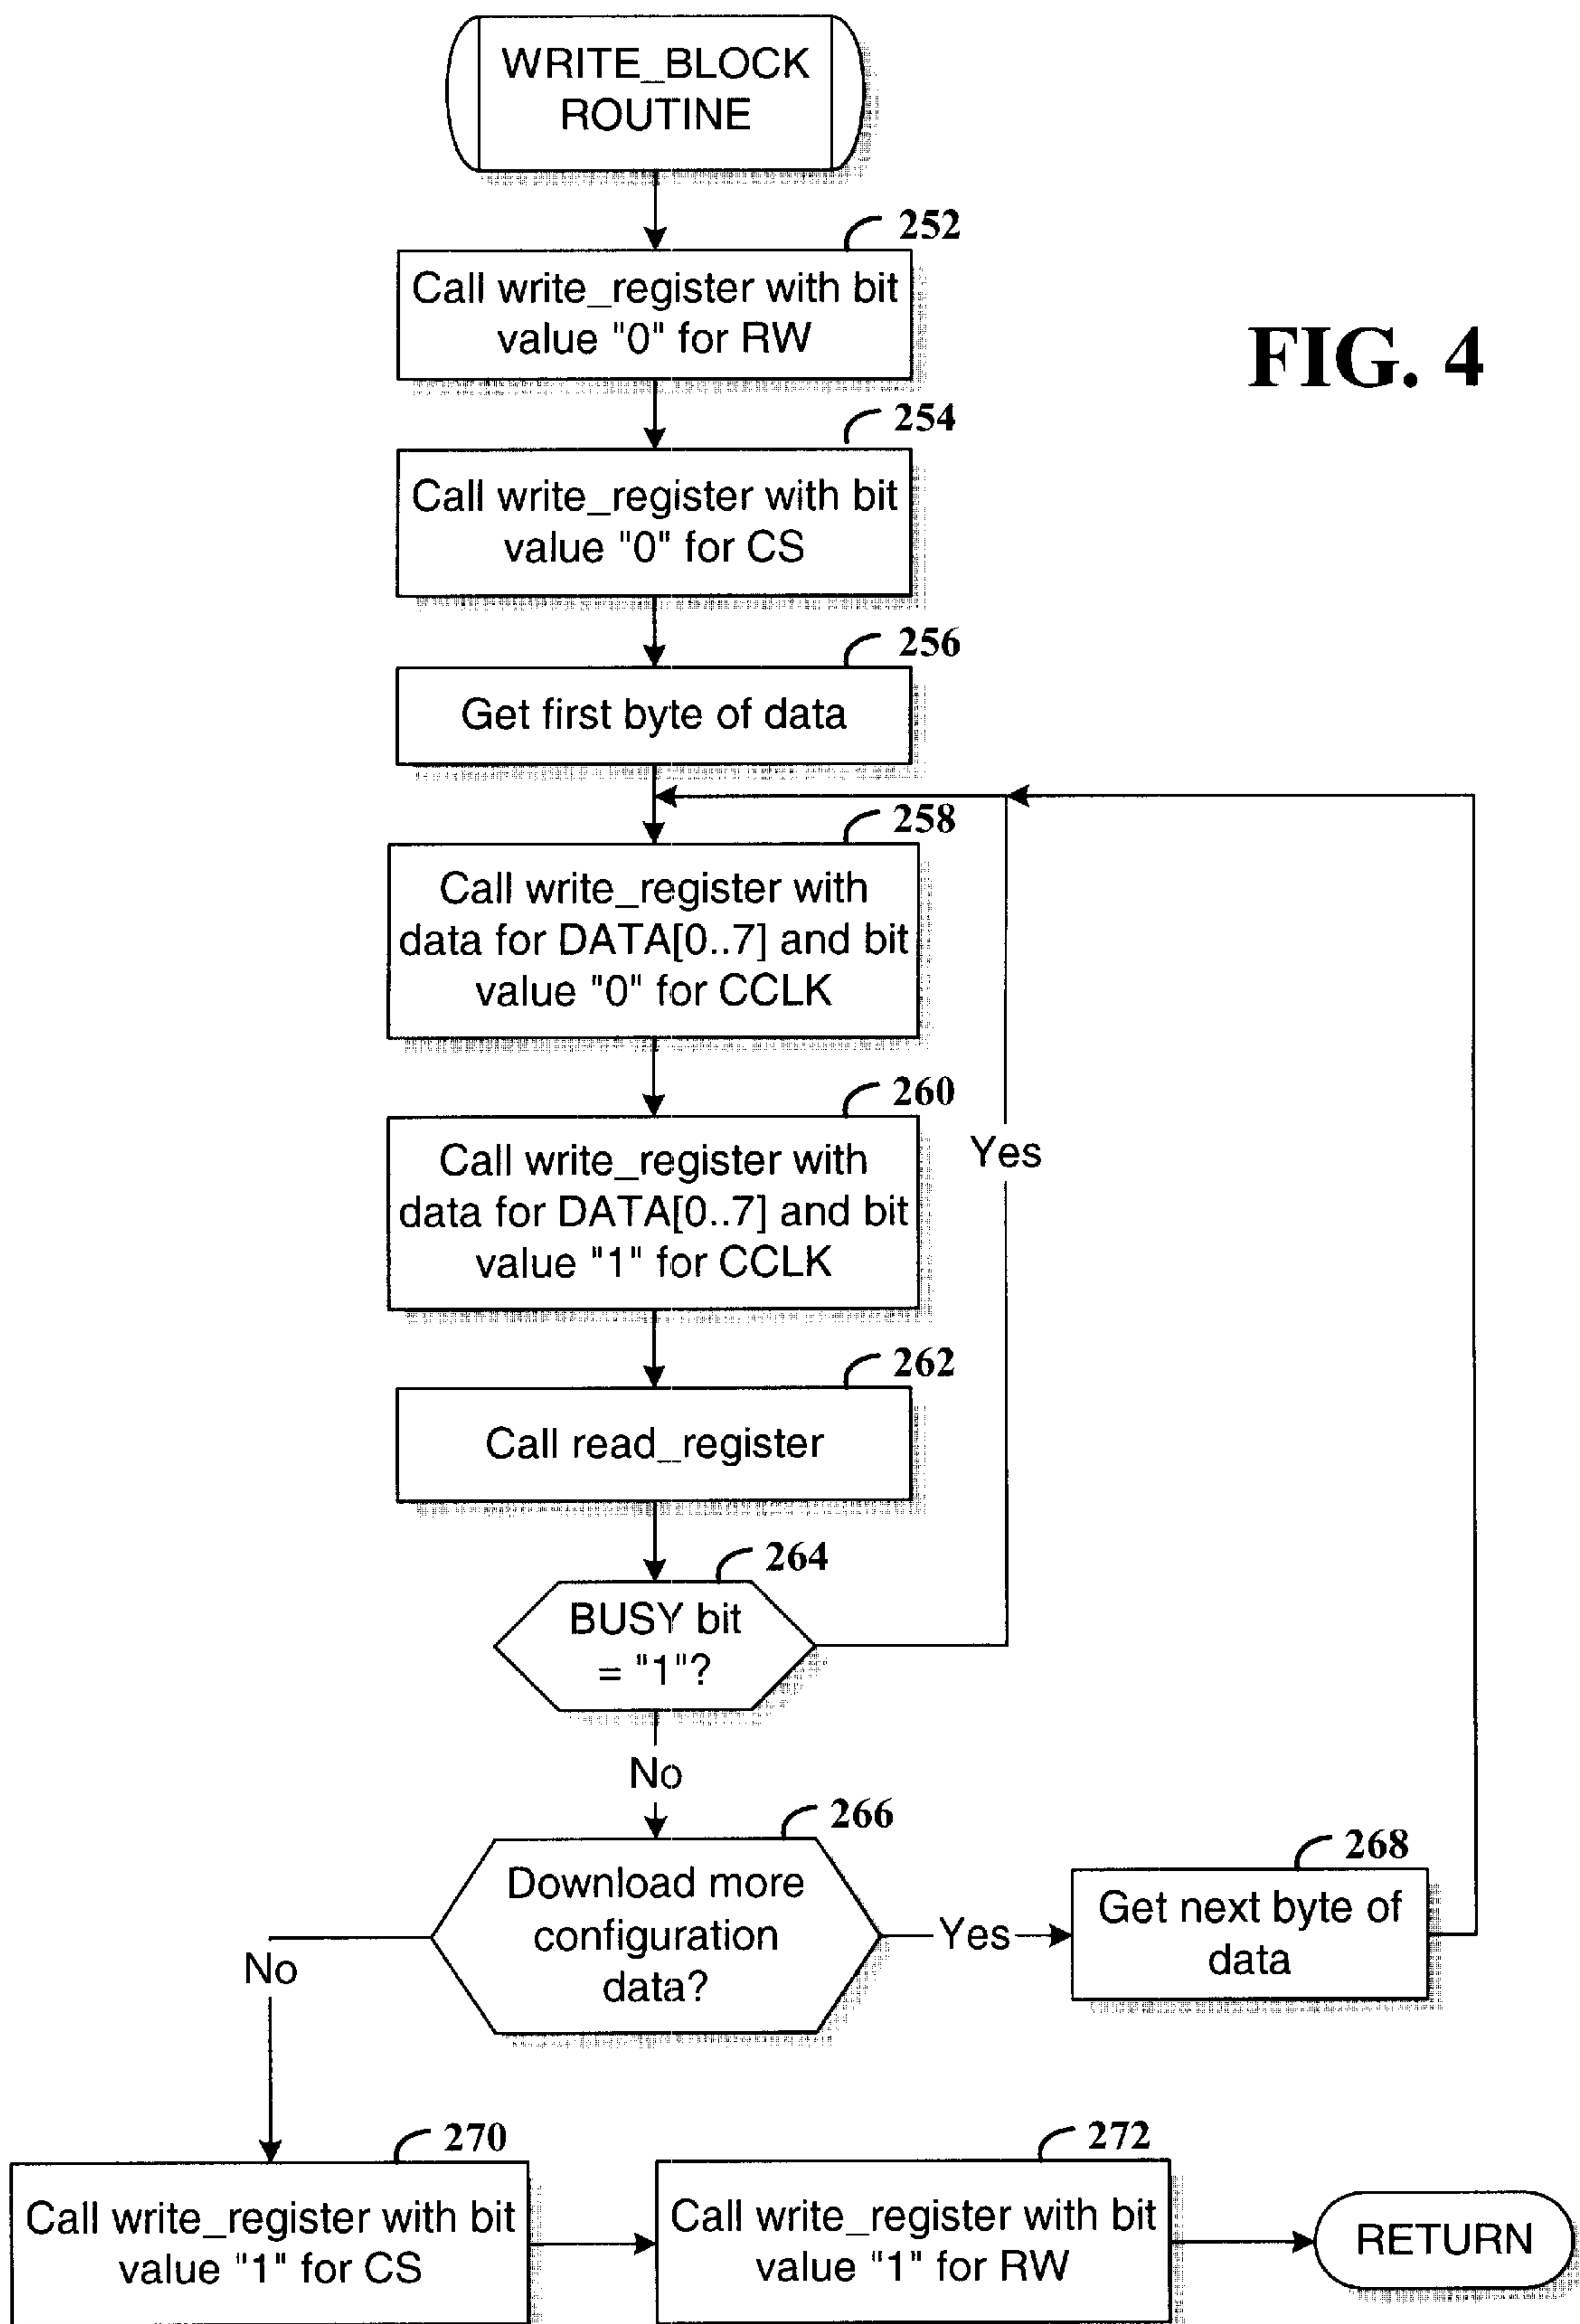 WRITE_BLOCK
ROUTINE
252
Call write_register with bit
value "0" for RW
FIG. 4
254
Call write_register with bit
value "0" for CS
256
Get first byte of data
258
Call write_register with
data for DATA[0..7] and bit
value "0" for CCLK
260
Call write_register with
data for DATA[0..7] and bit
value "1" for CCLK
Yes
262
Call read_register
264
BUSY bit
= "1"?
No
266
Download more
configuration
data?
Yes
268
Get next byte of
data
No
270
Call write_register with bit
value "1" for CS
272
Call write_register with bit
value "1" for RW
RETURN